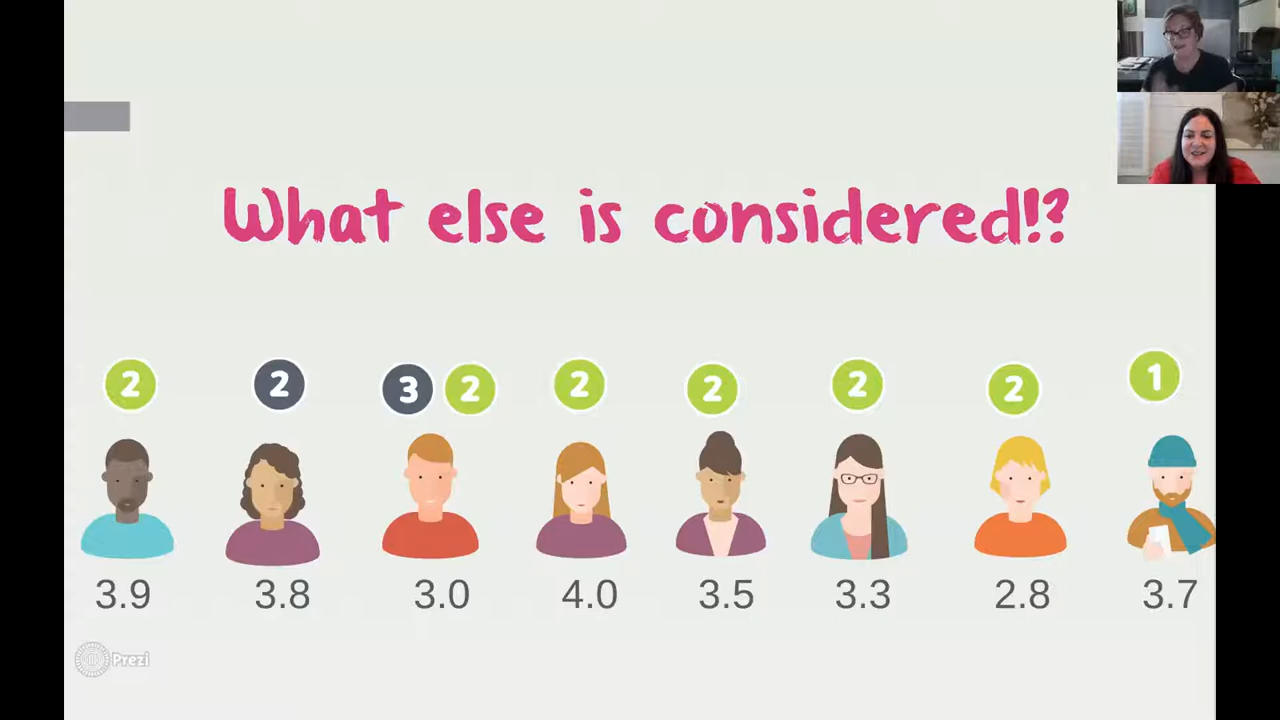 What else is considered!?
2 2 3 2 2 2 2 2 1
3.9 3.8 3.0 4.0 3.5 3.3 2.8 3.7
Prezi